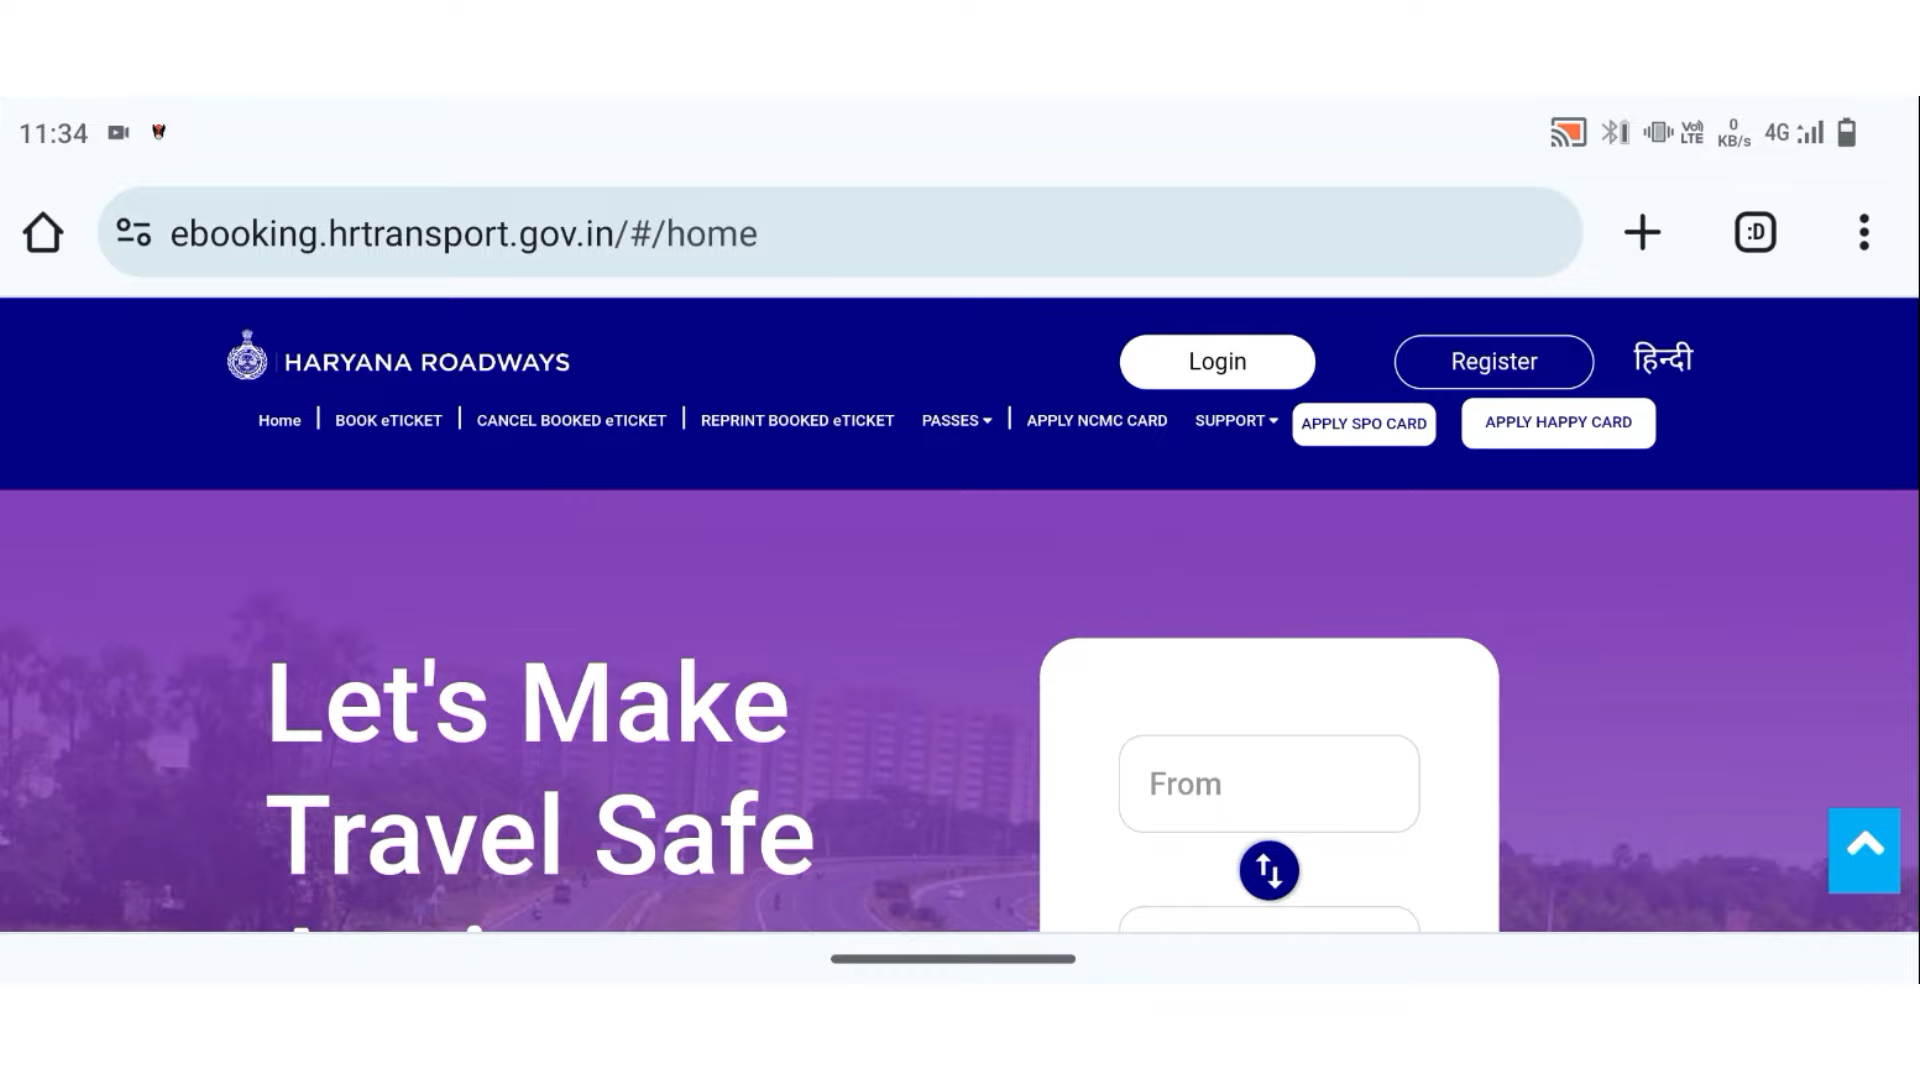 11:34
Vo) LTE 0 KB/s 4G
ebooking.hrtransport.gov.in/#/home
:D
HARYANA ROADWAYS
Login
Register
हिन्दी
Home
BOOK eTICKET
CANCEL BOOKED eTICKET
REPRINT BOOKED eTICKET
PASSES
APPLY NCMC CARD
SUPPORT
APPLY SPO CARD
APPLY HAPPY CARD
Let's Make
Travel Safe
From